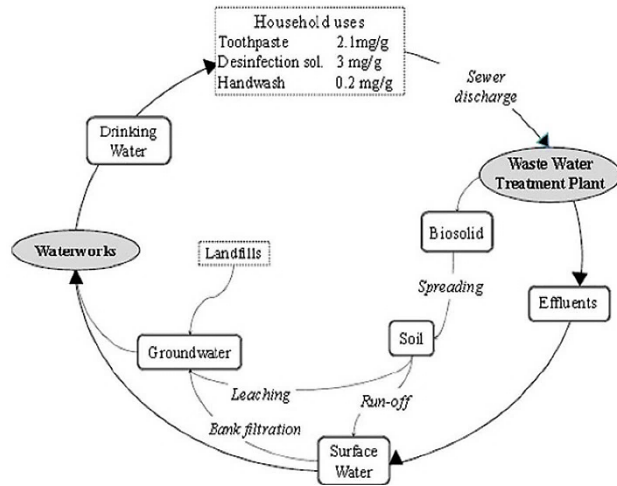 Household uses
Toothpaste 2.1mg/g
Desinfection sol. 3 mg/g
Handwash 0.2 mg/g
Sewer
discharge
Drinking
Water
Waste Water
Treatment Plant
Biosolid
Waterworks
Landfills
Spreading
Effluents
Soil
Groundwater
Leaching
Run-off
Bank filtration
Surface
Water